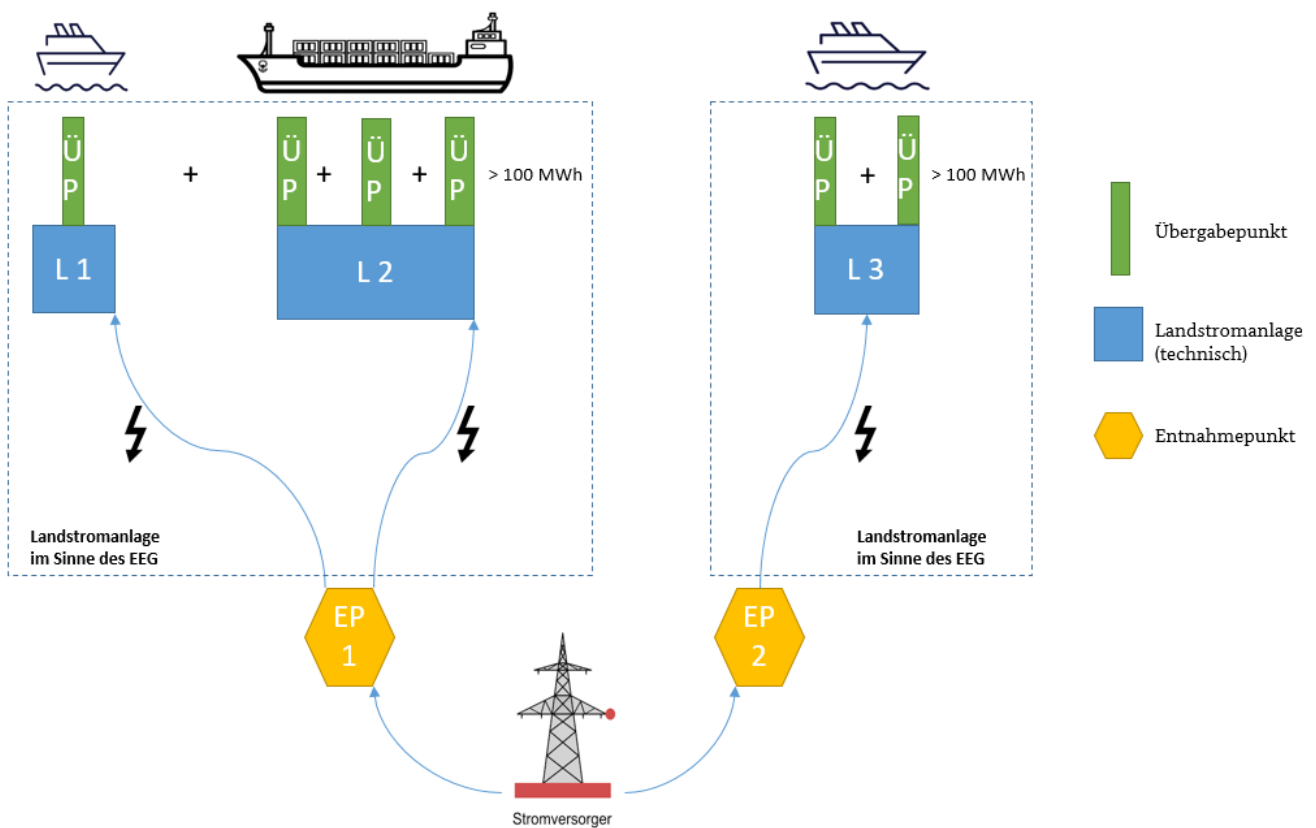 Ü
P
+
Ü
P
+
Ü
P
+
Ü
P
> 100 MWh
L 1
L 2
Landstromanlage
im Sinne des EEG
Ü
P
+
Ü
P
> 100 MWh
L 3
Landstromanlage
im Sinne des EEG
EP
1
EP
2
Stromversorger
Übergabepunkt
Landstromanlage
(technisch)
Entnahmepunkt